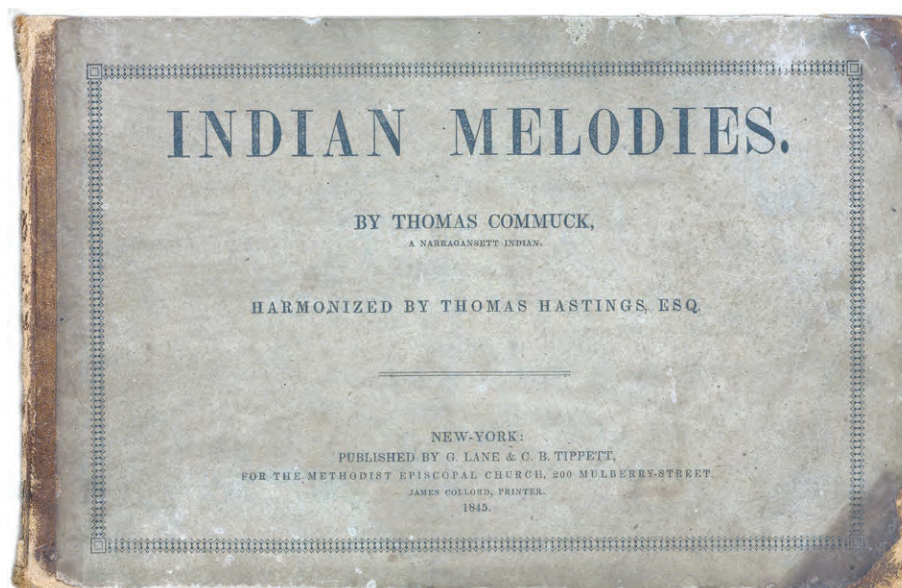 INDIAN MELODIES.
BY THOMAS COMMUCK,
A NARRAGANSETT INDIAN.
HARMONIZED BY THOMAS HASTINGS, ESQ.
NEW-YORK:
PUBLISHED BY G. LANE & C. B. TIPPETT,
FOR THE METHODIST EPISCOPAL CHURCH, 200 MULBERRY-STREET.
JAMES COLLORD, PRINTER.
1845.